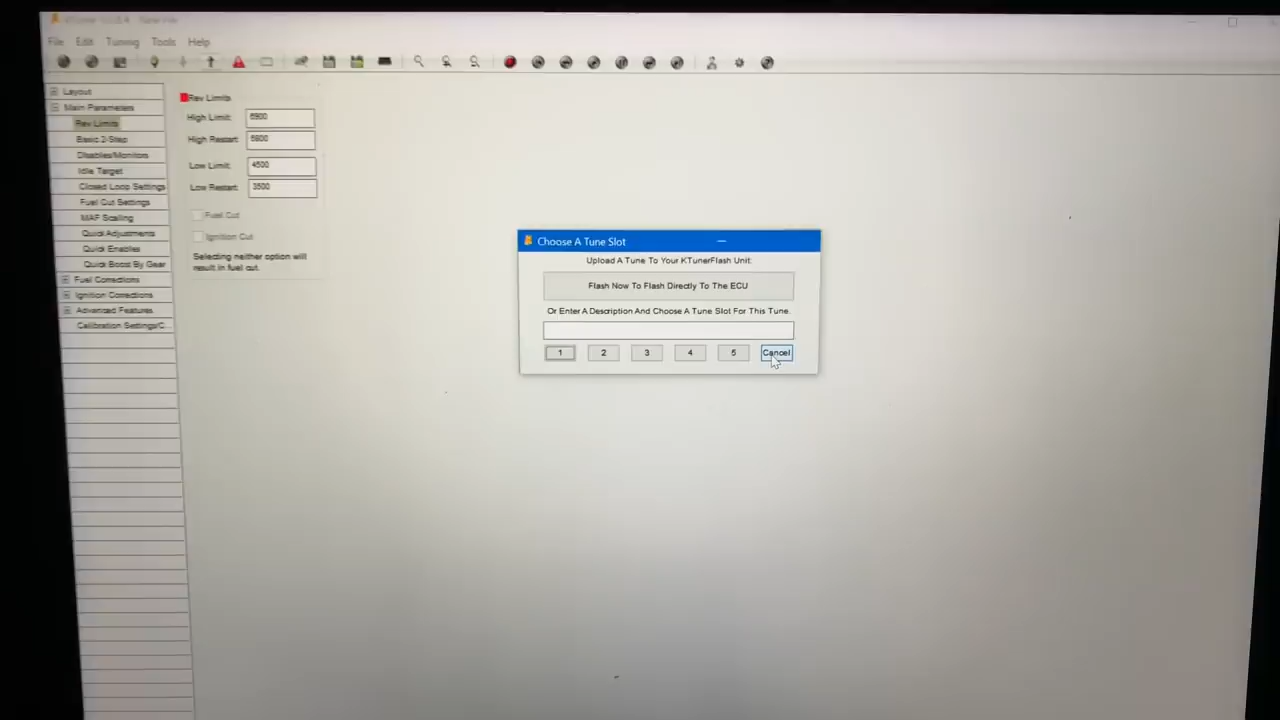 File Edit Tuning Tools Help
Layout
Main Parameters
Rev Limits
Basic 2-Step
Disables/Monitors
Idle Target
Closed Loop Settings
Fuel Cut Settings
MAF Scaling
Quick Adjustments
Quick Enables
Quick Boost By Gear
Fuel Corrections
Ignition Corrections
Advanced Features
Calibration Settings/C...
Rev Limits
High Limit: 6900
High Restart: 6800
Low Limit: 4500
Low Restart: 3500
Fuel Cut
Ignition Cut
Selecting neither option will
result in fuel cut.
Choose A Tune Slot
Upload A Tune To Your KTunerFlash Unit:
Flash Now To Flash Directly To The ECU
Or Enter A Description And Choose A Tune Slot For This Tune.
1 2 3 4 5 Cancel